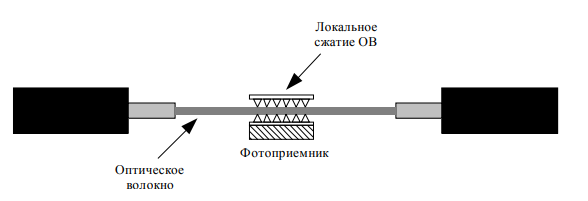 Локальное
сжатие ОВ
Фотоприемник
Оптическое
волокно